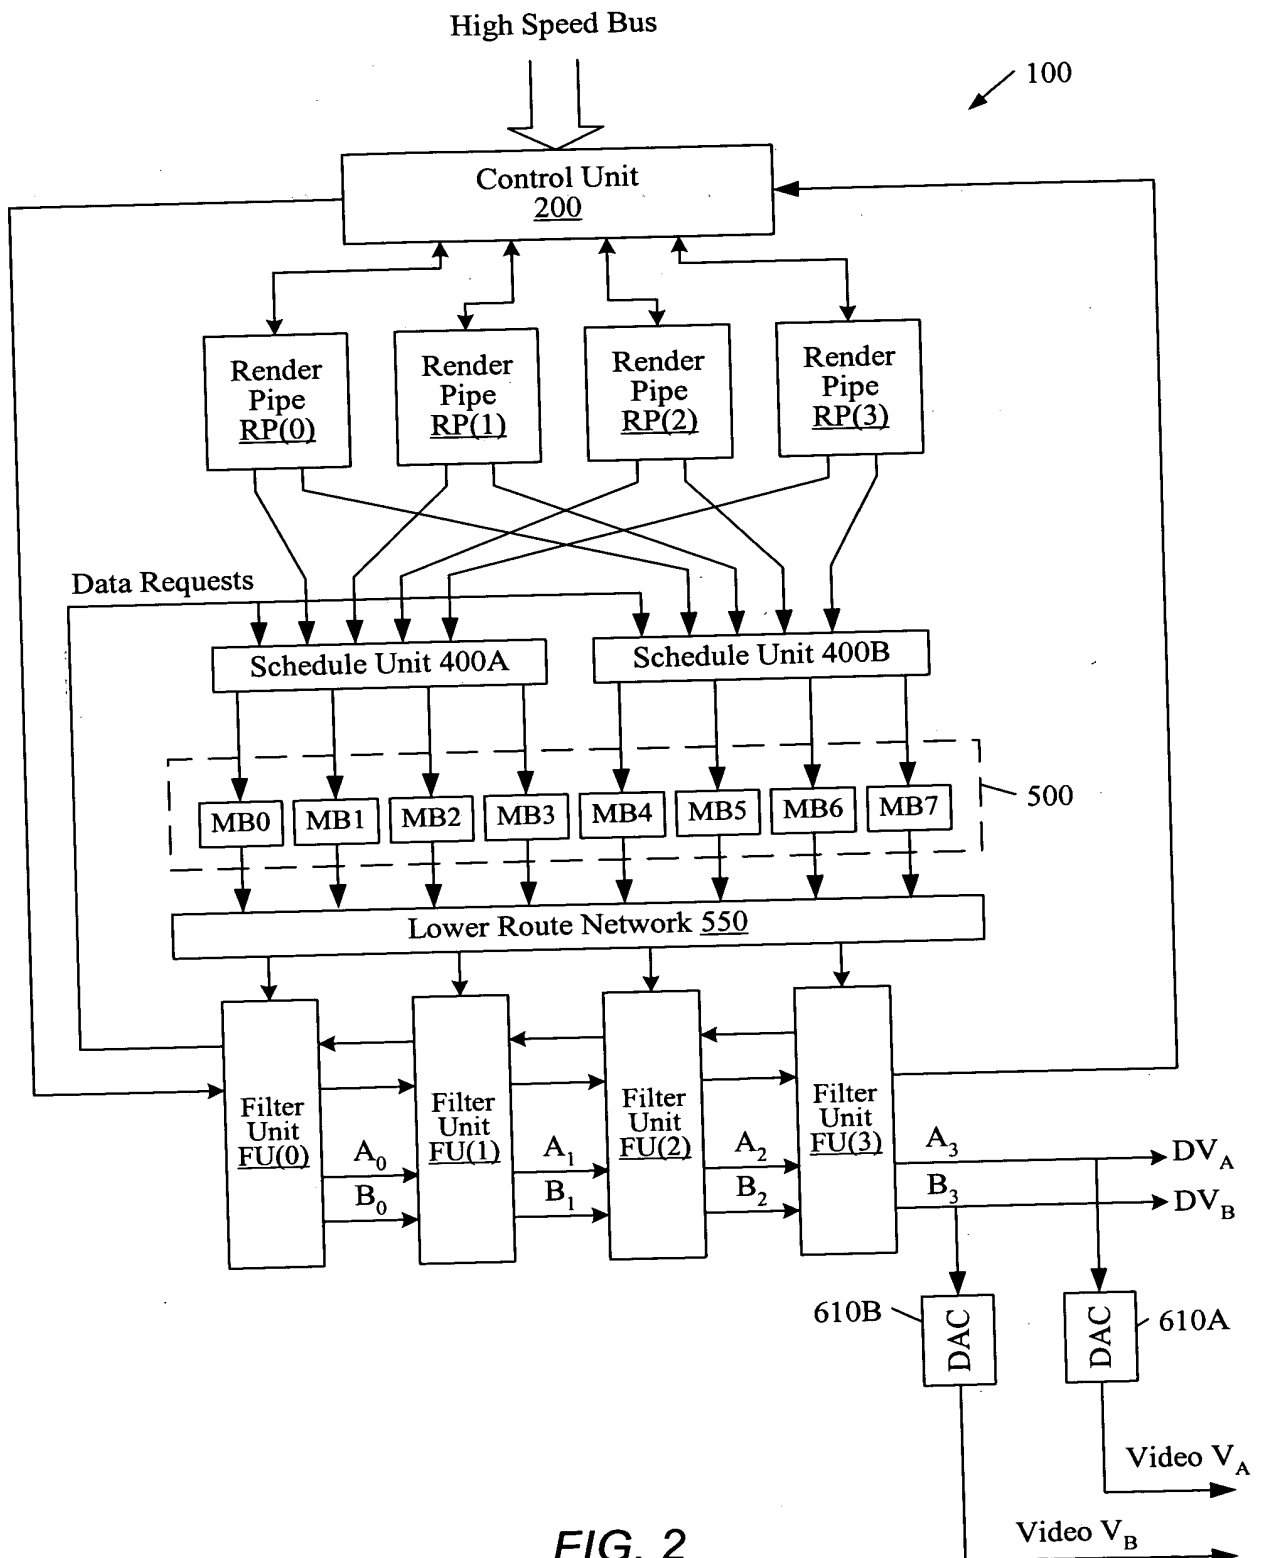 High Speed Bus
100
Control Unit
200
Render
Pipe
RP(0)
Render
Pipe
RP(1)
Render
Pipe
RP(2)
Render
Pipe
RP(3)
Data Requests
Schedule Unit 400A
Schedule Unit 400B
500
MB0
MB1
MB2
MB3
MB4
MB5
MB6
MB7
Lower Route Network 550
Filter
Unit
FU(0)
Filter
Unit
FU(1)
Filter
Unit
FU(2)
Filter
Unit
FU(3)
A0
B0
A1
B1
A2
B2
A3
B3
DVA
DVB
610B
DAC
DAC
610A
Video VA
Video VB
FIG. 2